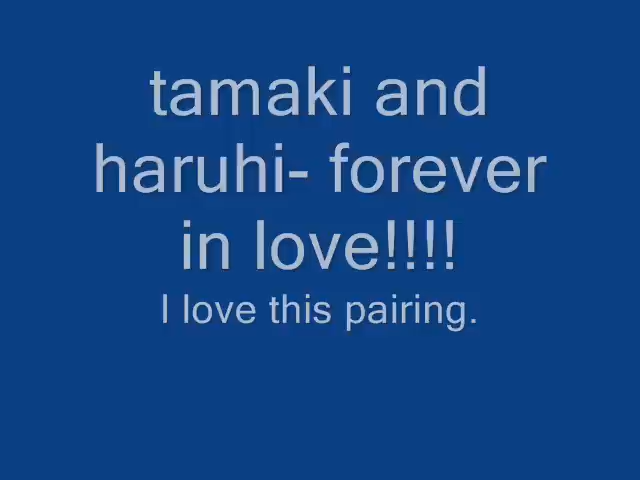 tamaki and
haruhi- forever
in love!!!!
I love this pairing.